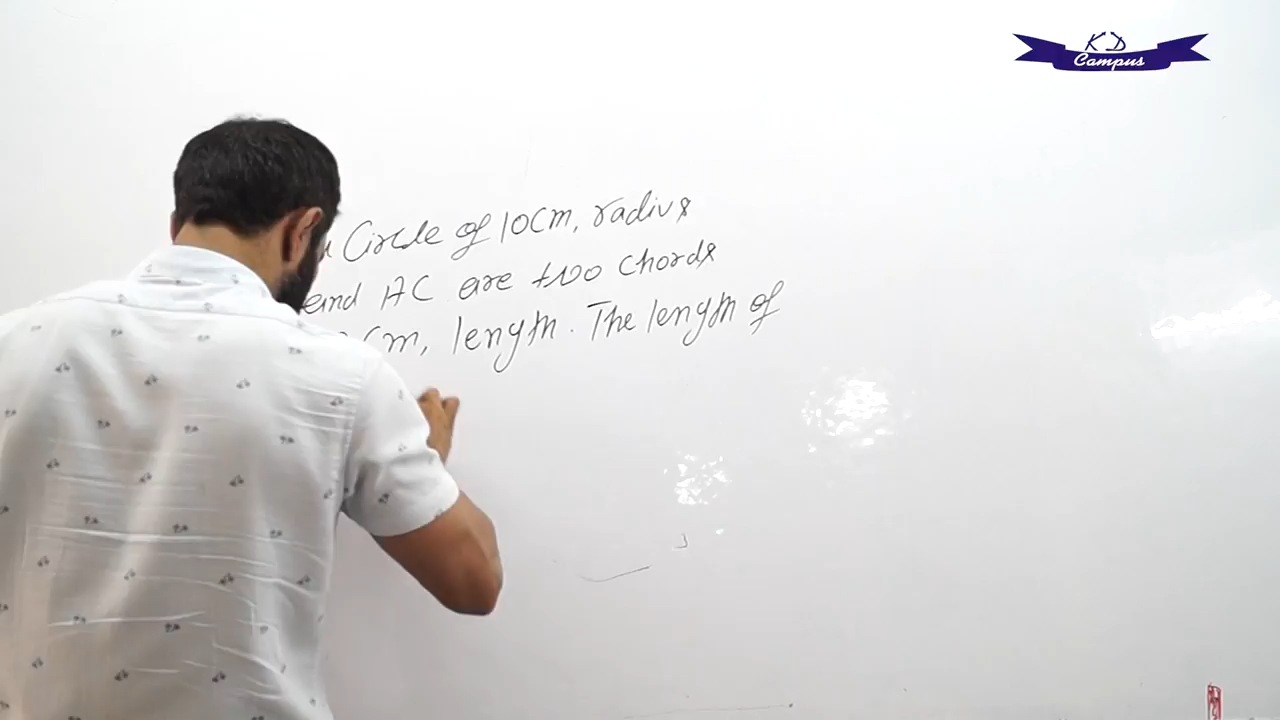 KD
Campus
Circle of 10cm, radius
and AC are two chords
cm, length. The length of